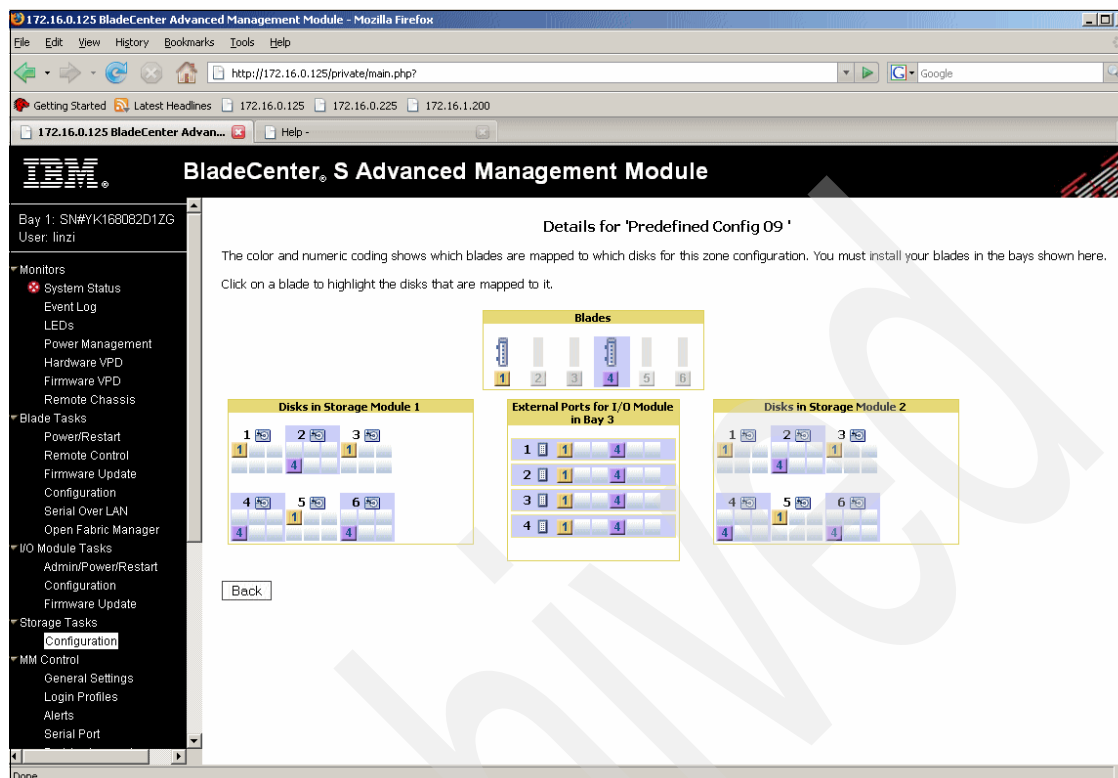 172.16.0.125 BladeCenter Advanced Management Module - Mozilla Firefox
File Edit View History Bookmarks Tools Help
http://172.16.0.125/private/main.php?
G Google
Getting Started Latest Headlines 172.16.0.125 172.16.0.225 172.16.1.200
172.16.0.125 BladeCenter Advan... Help -
IBM® BladeCenter® S Advanced Management Module
Bay 1: SN#YK168082D1ZG
User: linzi
Monitors
System Status
Event Log
LEDs
Power Management
Hardware VPD
Firmware VPD
Remote Chassis
Blade Tasks
Power/Restart
Remote Control
Firmware Update
Configuration
Serial Over LAN
Open Fabric Manager
I/O Module Tasks
Admin/Power/Restart
Configuration
Firmware Update
Storage Tasks
Configuration
MM Control
General Settings
Login Profiles
Alerts
Serial Port
Details for 'Predefined Config 09 '
The color and numeric coding shows which blades are mapped to which disks for this zone configuration. You must install your blades in the bays shown here.
Click on a blade to highlight the disks that are mapped to it.
Blades
1 2 3 4 5 6
Disks in Storage Module 1
1 2 3
1 1
4
4 5 6
1
4 4
External Ports for I/O Module
in Bay 3
1 1 4
2 1 4
3 1 4
4 1 4
Disks in Storage Module 2
1 2 3
1 1
4
4 5 6
1
4 4
Back
Done
hived